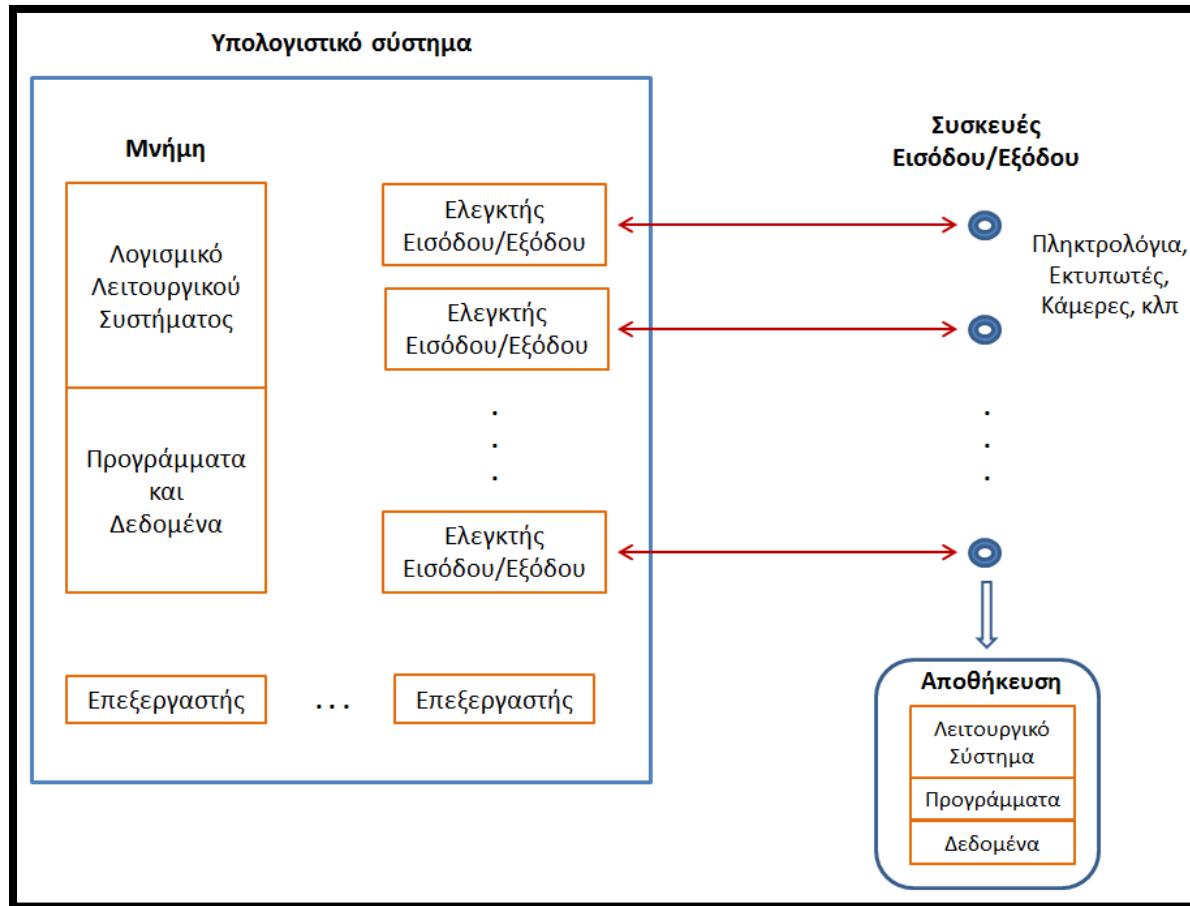 Υπολογιστικό σύστημα
Μνήμη
Λογισμικό
Λειτουργικού
Συστήματος
Προγράμματα
και
Δεδομένα
Ελεγκτής
Εισόδου/Εξόδου
Ελεγκτής
Εισόδου/Εξόδου
.
.
.
Ελεγκτής
Εισόδου/Εξόδου
Επεξεργαστής
...
Επεξεργαστής
Συσκευές
Εισόδου/Εξόδου
Πληκτρολόγια,
Εκτυπωτές,
Κάμερες, κλπ
.
.
.
Αποθήκευση
Λειτουργικό
Σύστημα
Προγράμματα
Δεδομένα